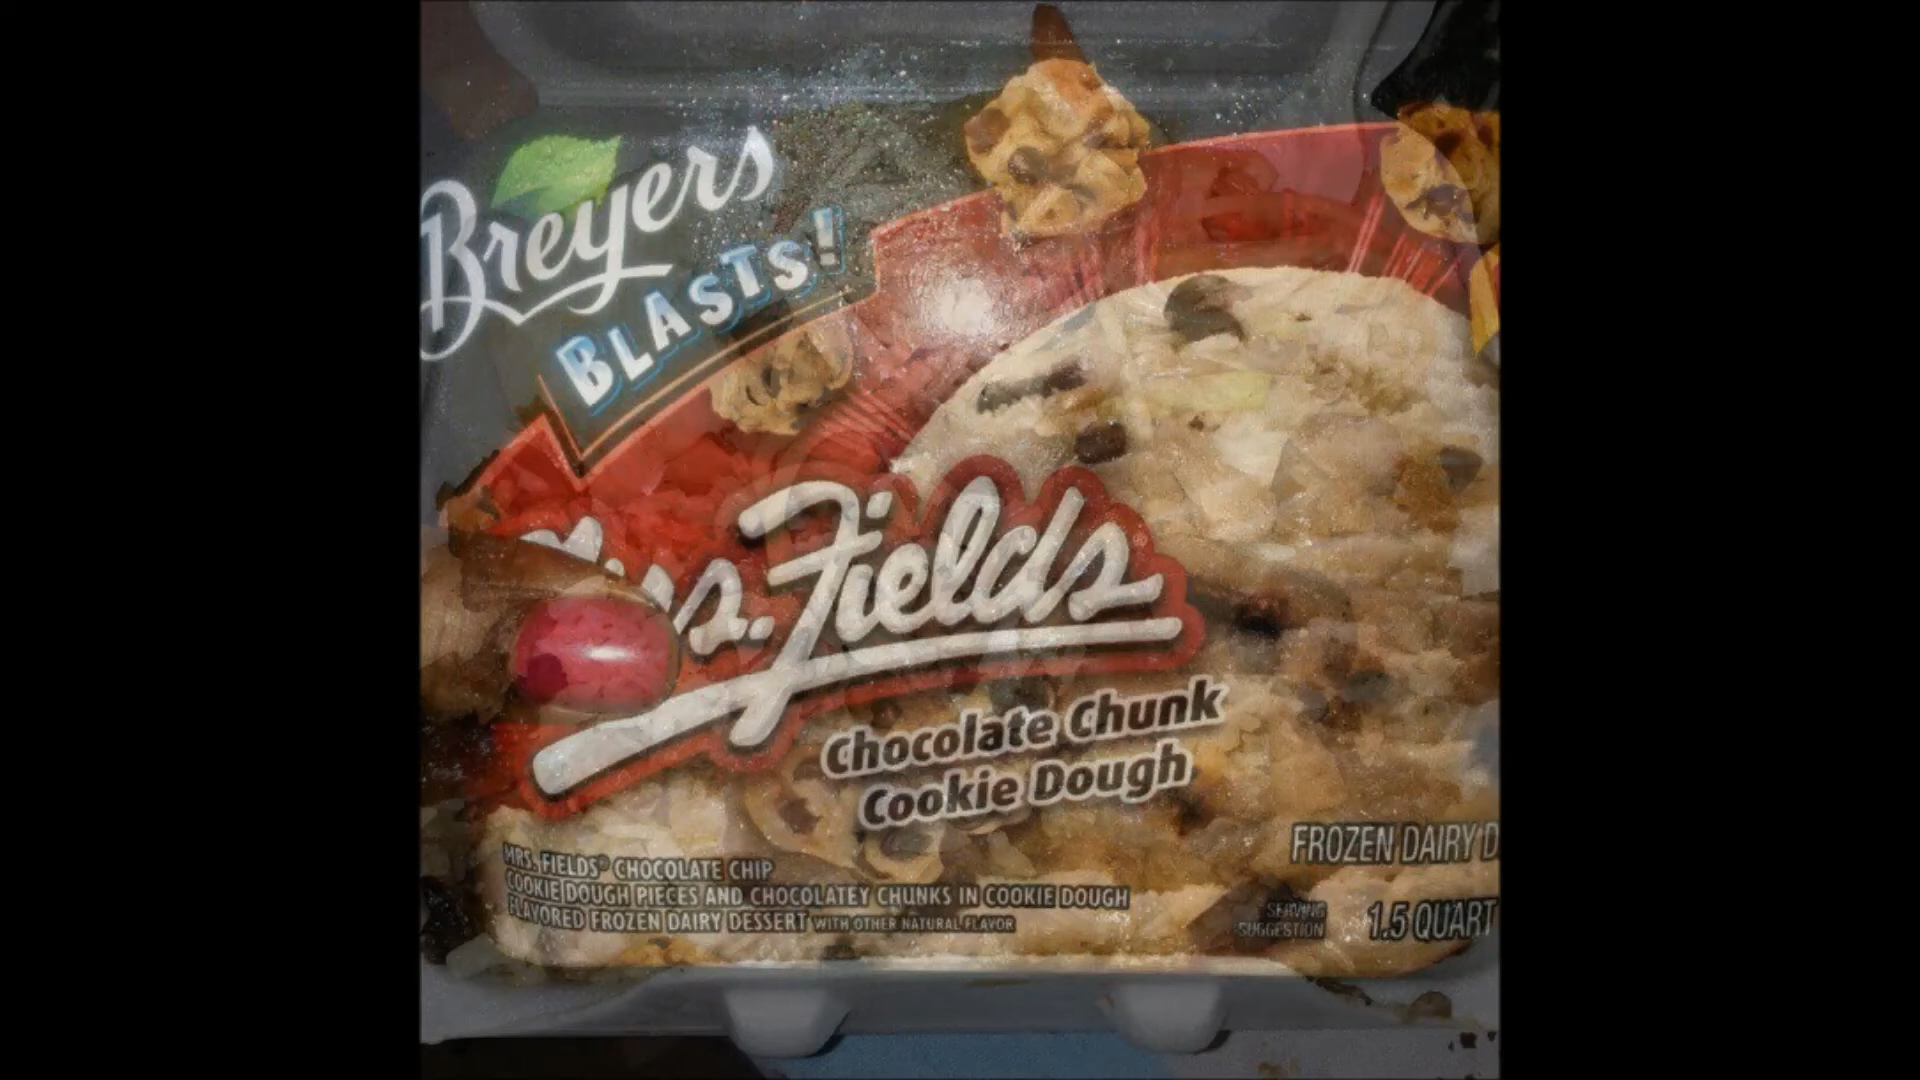 Breyers
BLASTS!
Mrs. Fields
Chocolate Chunk
Cookie Dough
MRS. FIELDS® CHOCOLATE CHIP
COOKIE DOUGH PIECES AND CHOCOLATEY CHUNKS IN COOKIE DOUGH
FLAVORED FROZEN DAIRY DESSERT WITH OTHER NATURAL FLAVOR
FROZEN DAIRY D
SERVING
SUGGESTION
1.5 QUART